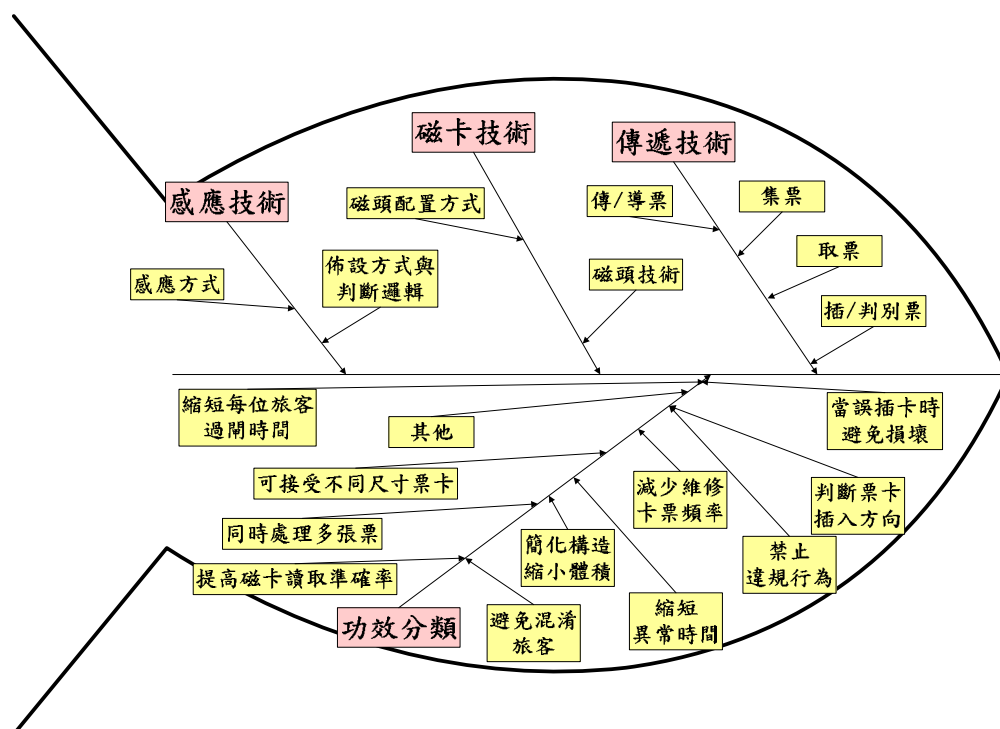 磁卡技術
傳遞技術
感應技術
磁頭配置方式
傳/導票
集票
取票
感應方式
佈設方式與
判斷邏輯
磁頭技術
插/判別票
縮短每位旅客
過閘時間
其他
當誤插卡時
避免損壞
可接受不同尺寸票卡
減少維修
卡票頻率
判斷票卡
插入方向
同時處理多張票
簡化構造
縮小體積
禁止
違規行為
提高磁卡讀取準確率
功效分類
避免混淆
旅客
縮短
異常時間